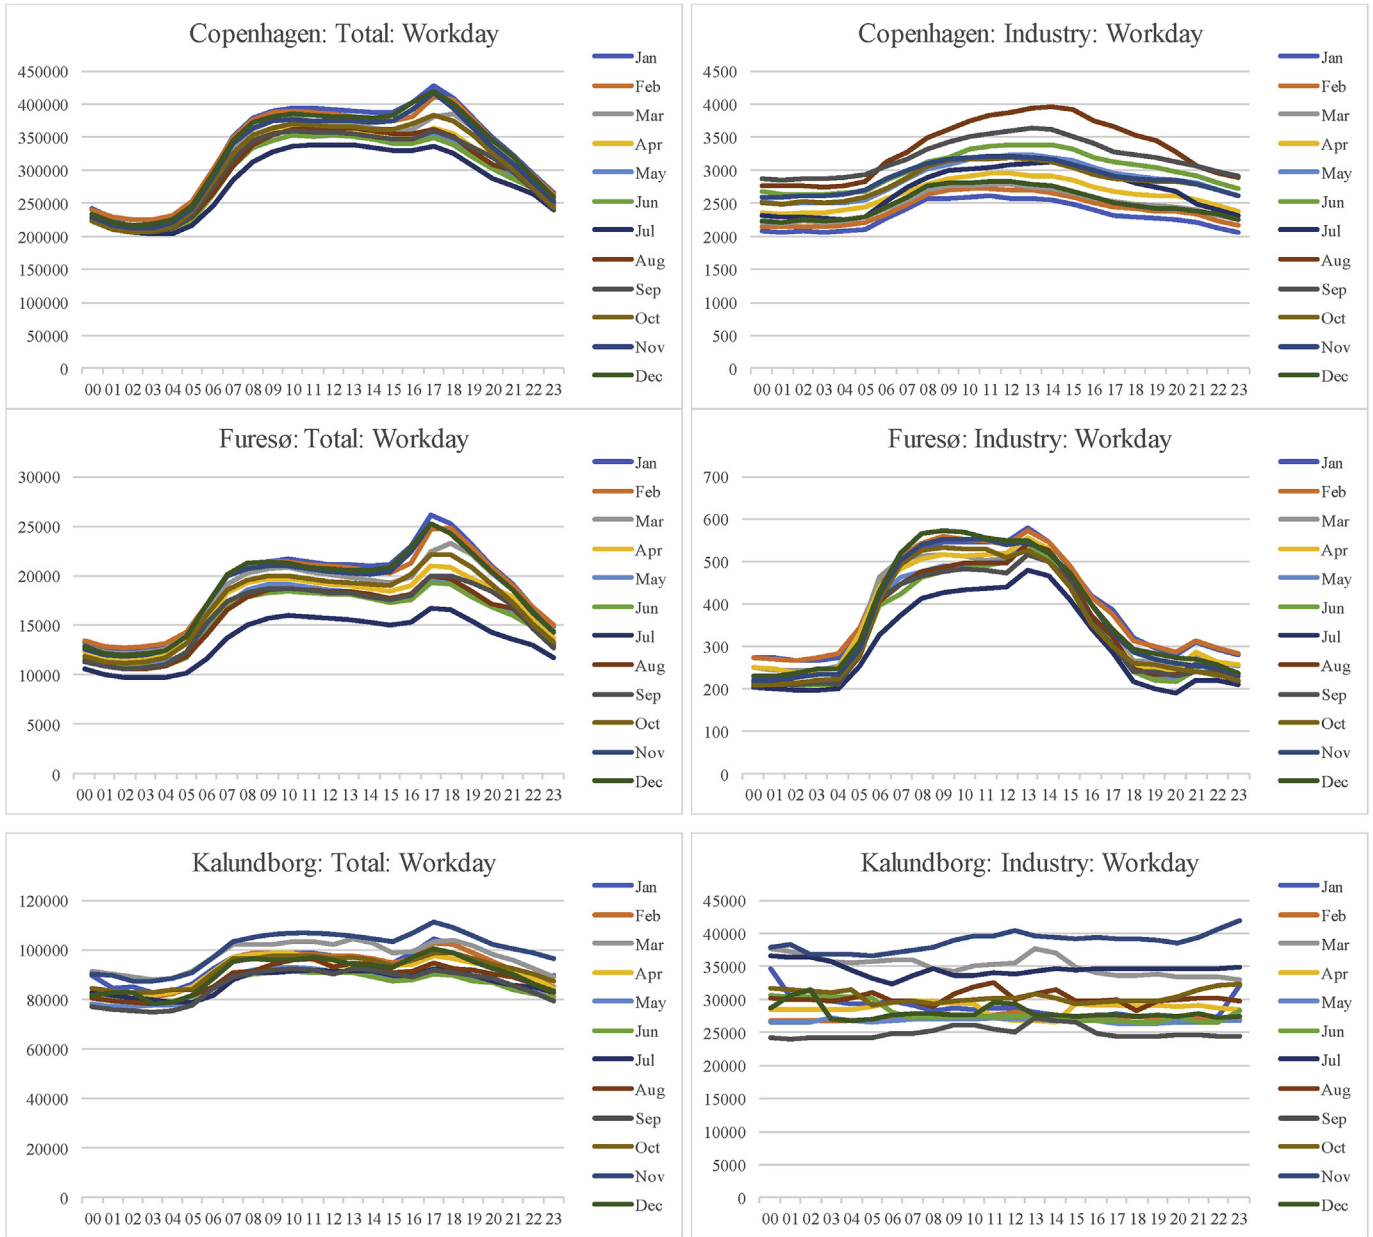 Copenhagen: Total: Workday
450000
400000
350000
300000
250000
200000
150000
100000
50000
0
00 01 02 03 04 05 06 07 08 09 10 11 12 13 14 15 16 17 18 19 20 21 22 23
Jan
Feb
Mar
Apr
May
Jun
Jul
Aug
Sep
Oct
Nov
Dec
Copenhagen: Industry: Workday
4500
4000
3500
3000
2500
2000
1500
1000
500
0
00 01 02 03 04 05 06 07 08 09 10 11 12 13 14 15 16 17 18 19 20 21 22 23
Jan
Feb
Mar
Apr
May
Jun
Jul
Aug
Sep
Oct
Nov
Dec
Furesø: Total: Workday
30000
25000
20000
15000
10000
5000
0
00 01 02 03 04 05 06 07 08 09 10 11 12 13 14 15 16 17 18 19 20 21 22 23
Jan
Feb
Mar
Apr
May
Jun
Jul
Aug
Sep
Oct
Nov
Dec
Furesø: Industry: Workday
700
600
500
400
300
200
100
0
00 01 02 03 04 05 06 07 08 09 10 11 12 13 14 15 16 17 18 19 20 21 22 23
Jan
Feb
Mar
Apr
May
Jun
Jul
Aug
Sep
Oct
Nov
Dec
Kalundborg: Total: Workday
120000
100000
80000
60000
40000
20000
0
00 01 02 03 04 05 06 07 08 09 10 11 12 13 14 15 16 17 18 19 20 21 22 23
Jan
Feb
Mar
Apr
May
Jun
Jul
Aug
Sep
Oct
Nov
Dec
Kalundborg: Industry: Workday
45000
40000
35000
30000
25000
20000
15000
10000
5000
0
00 01 02 03 04 05 06 07 08 09 10 11 12 13 14 15 16 17 18 19 20 21 22 23
Jan
Feb
Mar
Apr
May
Jun
Jul
Aug
Sep
Oct
Nov
Dec